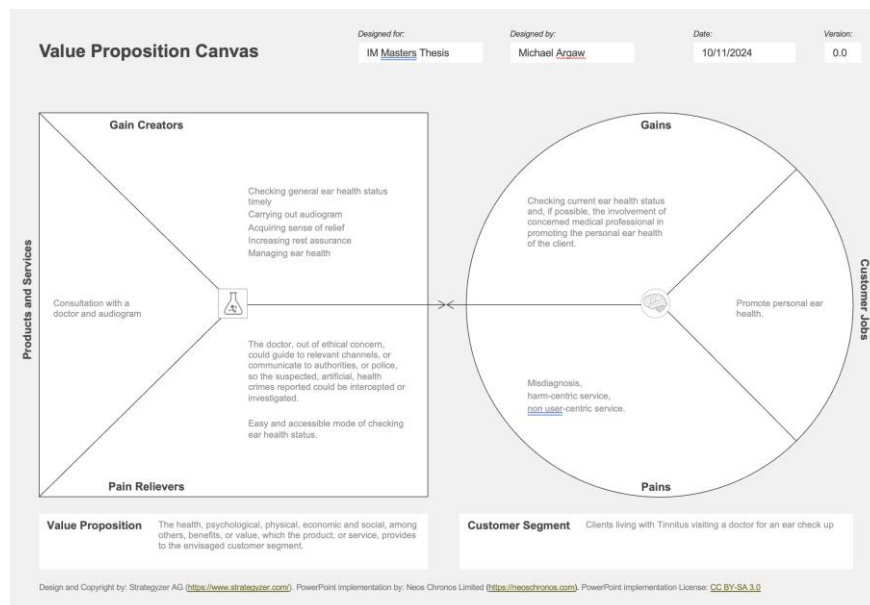 Value Proposition Canvas
Designed for:
IM Masters Thesis
Designed by:
Michael Argaw
Date:
10/11/2024
Version:
0.0
Gain Creators
Checking general ear health status
timely
Carrying out audiogram
Acquiring sense of relief
Increasing rest assurance
Managing ear health
Products and Services
Consultation with a
doctor and audiogram
The doctor, out of ethical concern,
could guide to relevant channels, or
communicate to authorities, or police,
so the suspected, artificial, health
crimes reported could be intercepted or
investigated.
Easy and accessible mode of checking
ear health status.
Pain Relievers
Gains
Checking current ear health status
and, if possible, the involvement of
concerned medical professional in
promoting the personal ear health
of the client.
Customer Jobs
Promote personal ear
health.
Misdiagnosis,
harm-centric service,
non user-centric service.
Pains
Value Proposition
The health, psychological, physical, economic and social, among
others, benefits, or value, which the product, or service, provides
to the envisaged customer segment.
Customer Segment
Clients living with Tinnitus visiting a doctor for an ear check up
Design and Copyright by: Strategyzer AG (https://www.strategyzer.com/). PowerPoint implementation by: Neos Chronos Limited (https://neoschronos.com). PowerPoint implementation License: CC BY-SA 3.0